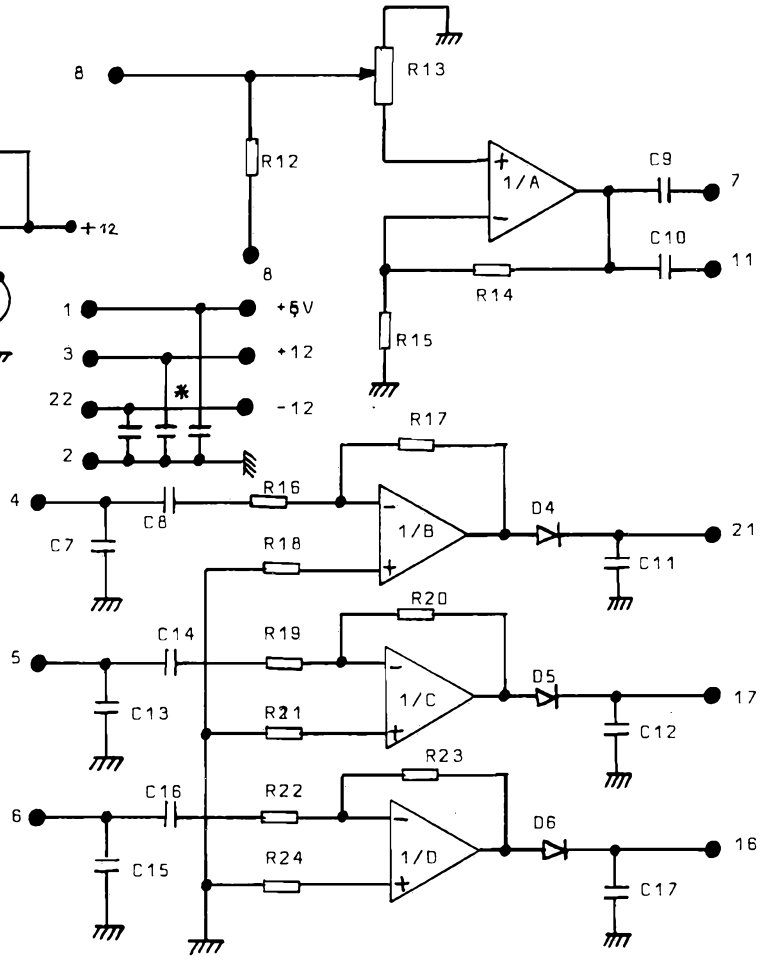 8
R13
R12
8
+
1/A
-
C9
7
C10
11
R14
R15
+12
1
+5V
3
+12
22
*
-12
2
R17
4
C8
R16
-
1/B
+
D4
21
C7
R18
C11
R20
5
C14
R19
-
1/C
+
D5
17
C13
R21
C12
R23
6
C16
R22
-
1/D
+
D6
16
C15
R24
C17